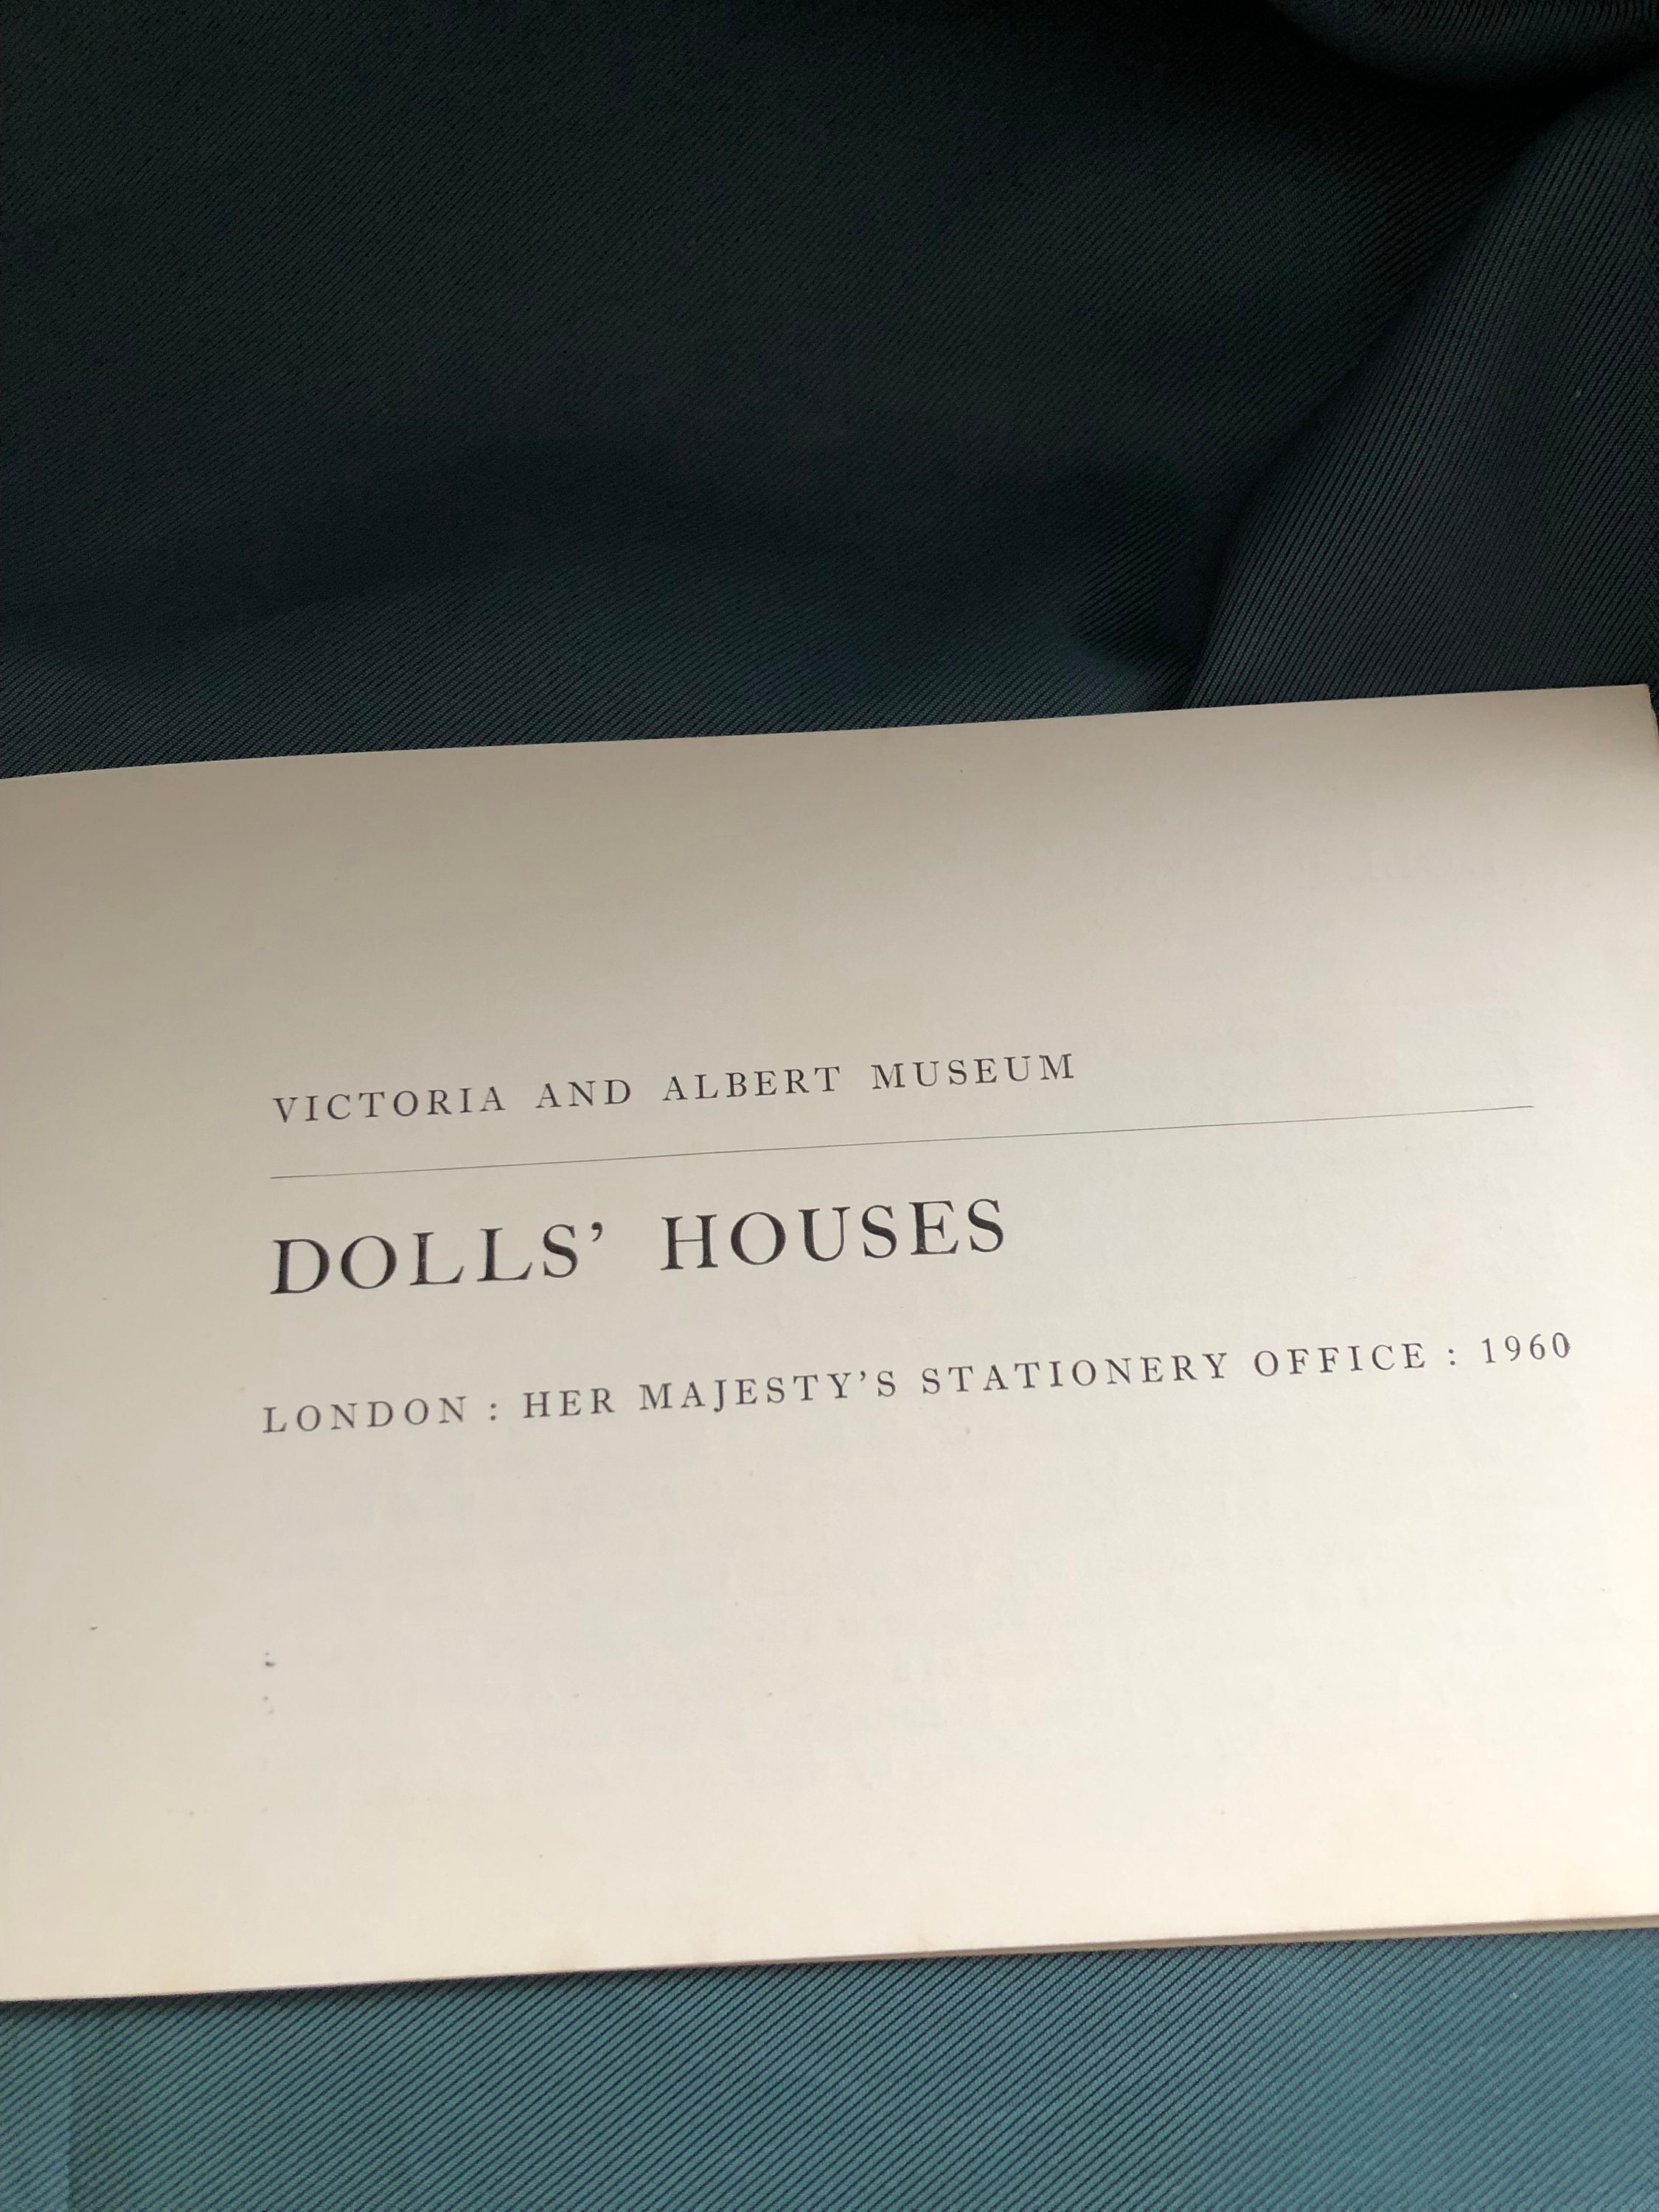 VICTORIA AND ALBERT MUSEUM
DOLLS’ HOUSES
LONDON : HER MAJESTY’S STATIONERY OFFICE : 1960